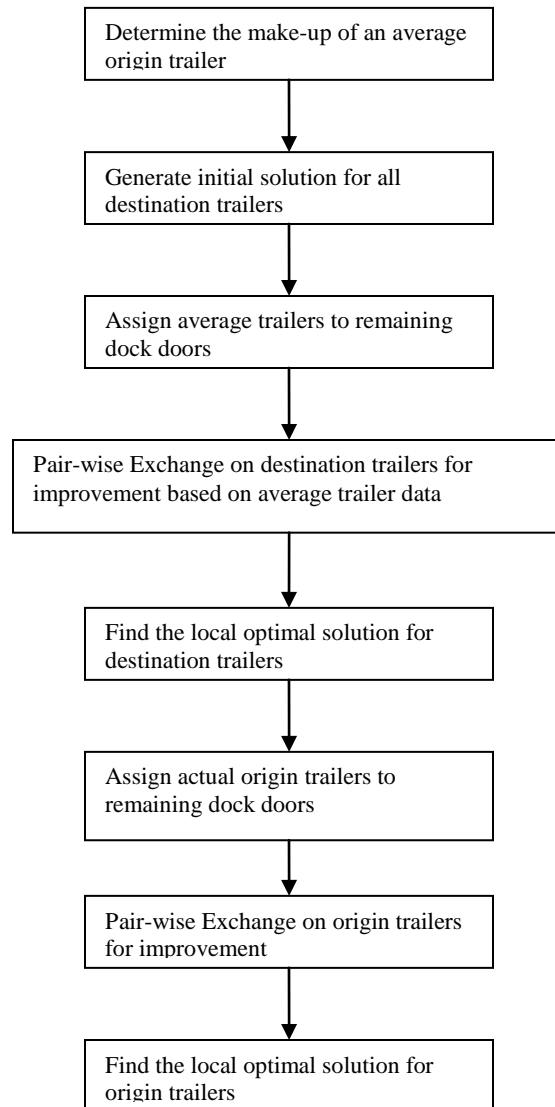 Determine the make-up of an average
origin trailer
Generate initial solution for all
destination trailers
Assign average trailers to remaining
dock doors
Pair-wise Exchange on destination trailers for
improvement based on average trailer data
Find the local optimal solution for
destination trailers
Assign actual origin trailers to
remaining dock doors
Pair-wise Exchange on origin trailers
for improvement
Find the local optimal solution for
origin trailers